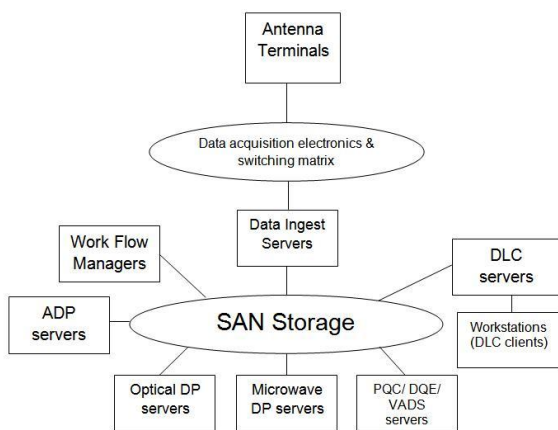 Antenna
Terminals
Data acquisition electronics &
switching matrix
Data Ingest
Servers
Work Flow
Managers
DLC
servers
ADP
servers
SAN Storage
Workstations
(DLC clients)
Optical DP
servers
Microwave
DP servers
PQC/ DQE/
VADS
servers